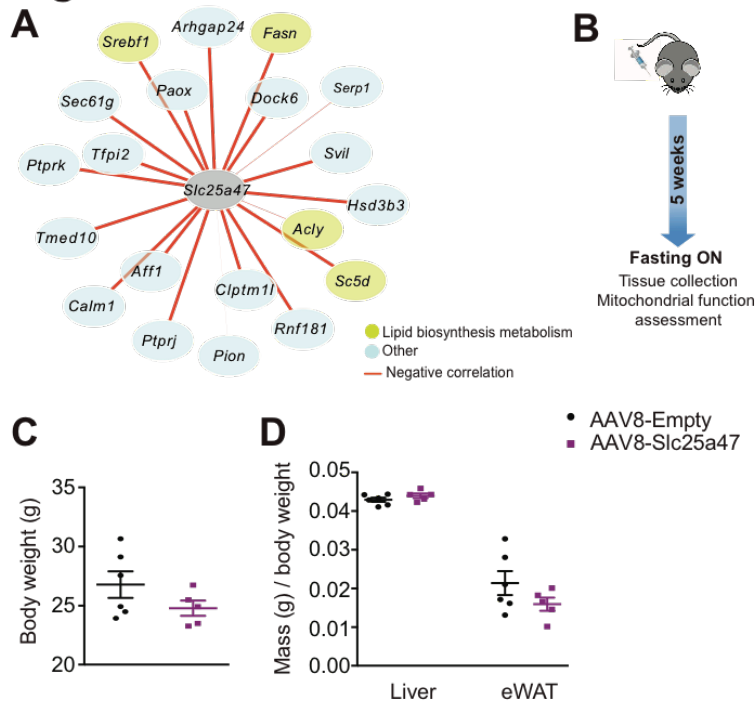 A
Arhgap24
Srebf1
Fasn
Paox
Serp1
Sec61g
Dock6
Tfpi2
Svil
Ptprk
Slc25a47
Hsd3b3
Acly
Tmed10
Aff1
Sc5d
Clptm1l
Calm1
Rnf181
Ptprj
Pion
Lipid biosynthesis metabolism
Other
Negative correlation
B
5 weeks
Fasting ON
Tissue collection
Mitochondrial function
assessment
C
Body weight (g)
35
30
25
20
D
AAV8-Empty
AAV8-Slc25a47
Mass (g) / body weight
0.05
0.04
0.03
0.02
0.01
0.00
Liver eWAT